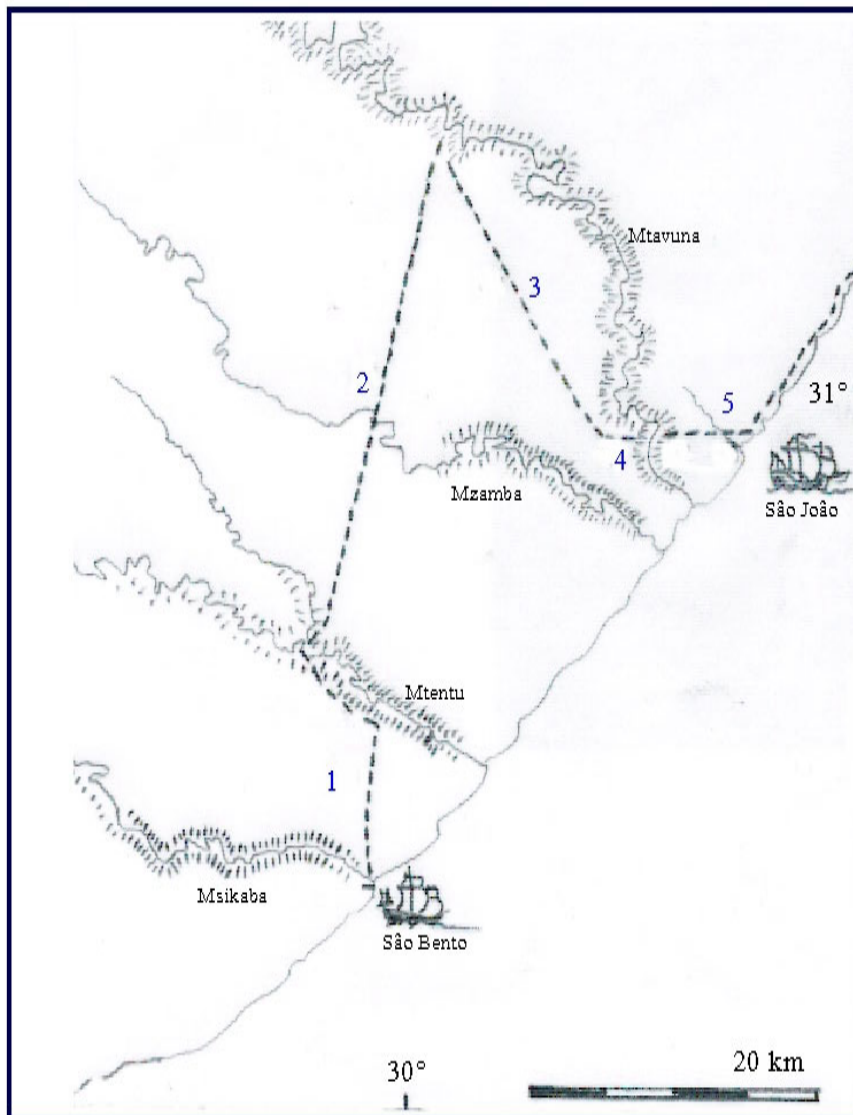 Mtavuna
3
2
31°
5
4
Mzamba
Sâo Joâo
Mtentu
1
Msikaba
Sâo Bento
30°
20 km